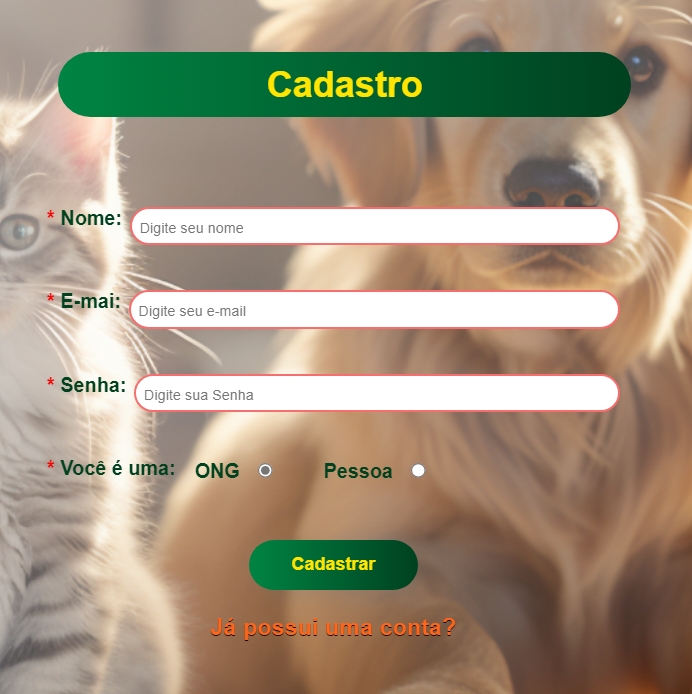 Cadastro
* Nome: Digite seu nome
* E-mai: Digite seu e-mail
* Senha: Digite sua Senha
* Você é uma: ONG Pessoa
Cadastrar
Já possui uma conta?